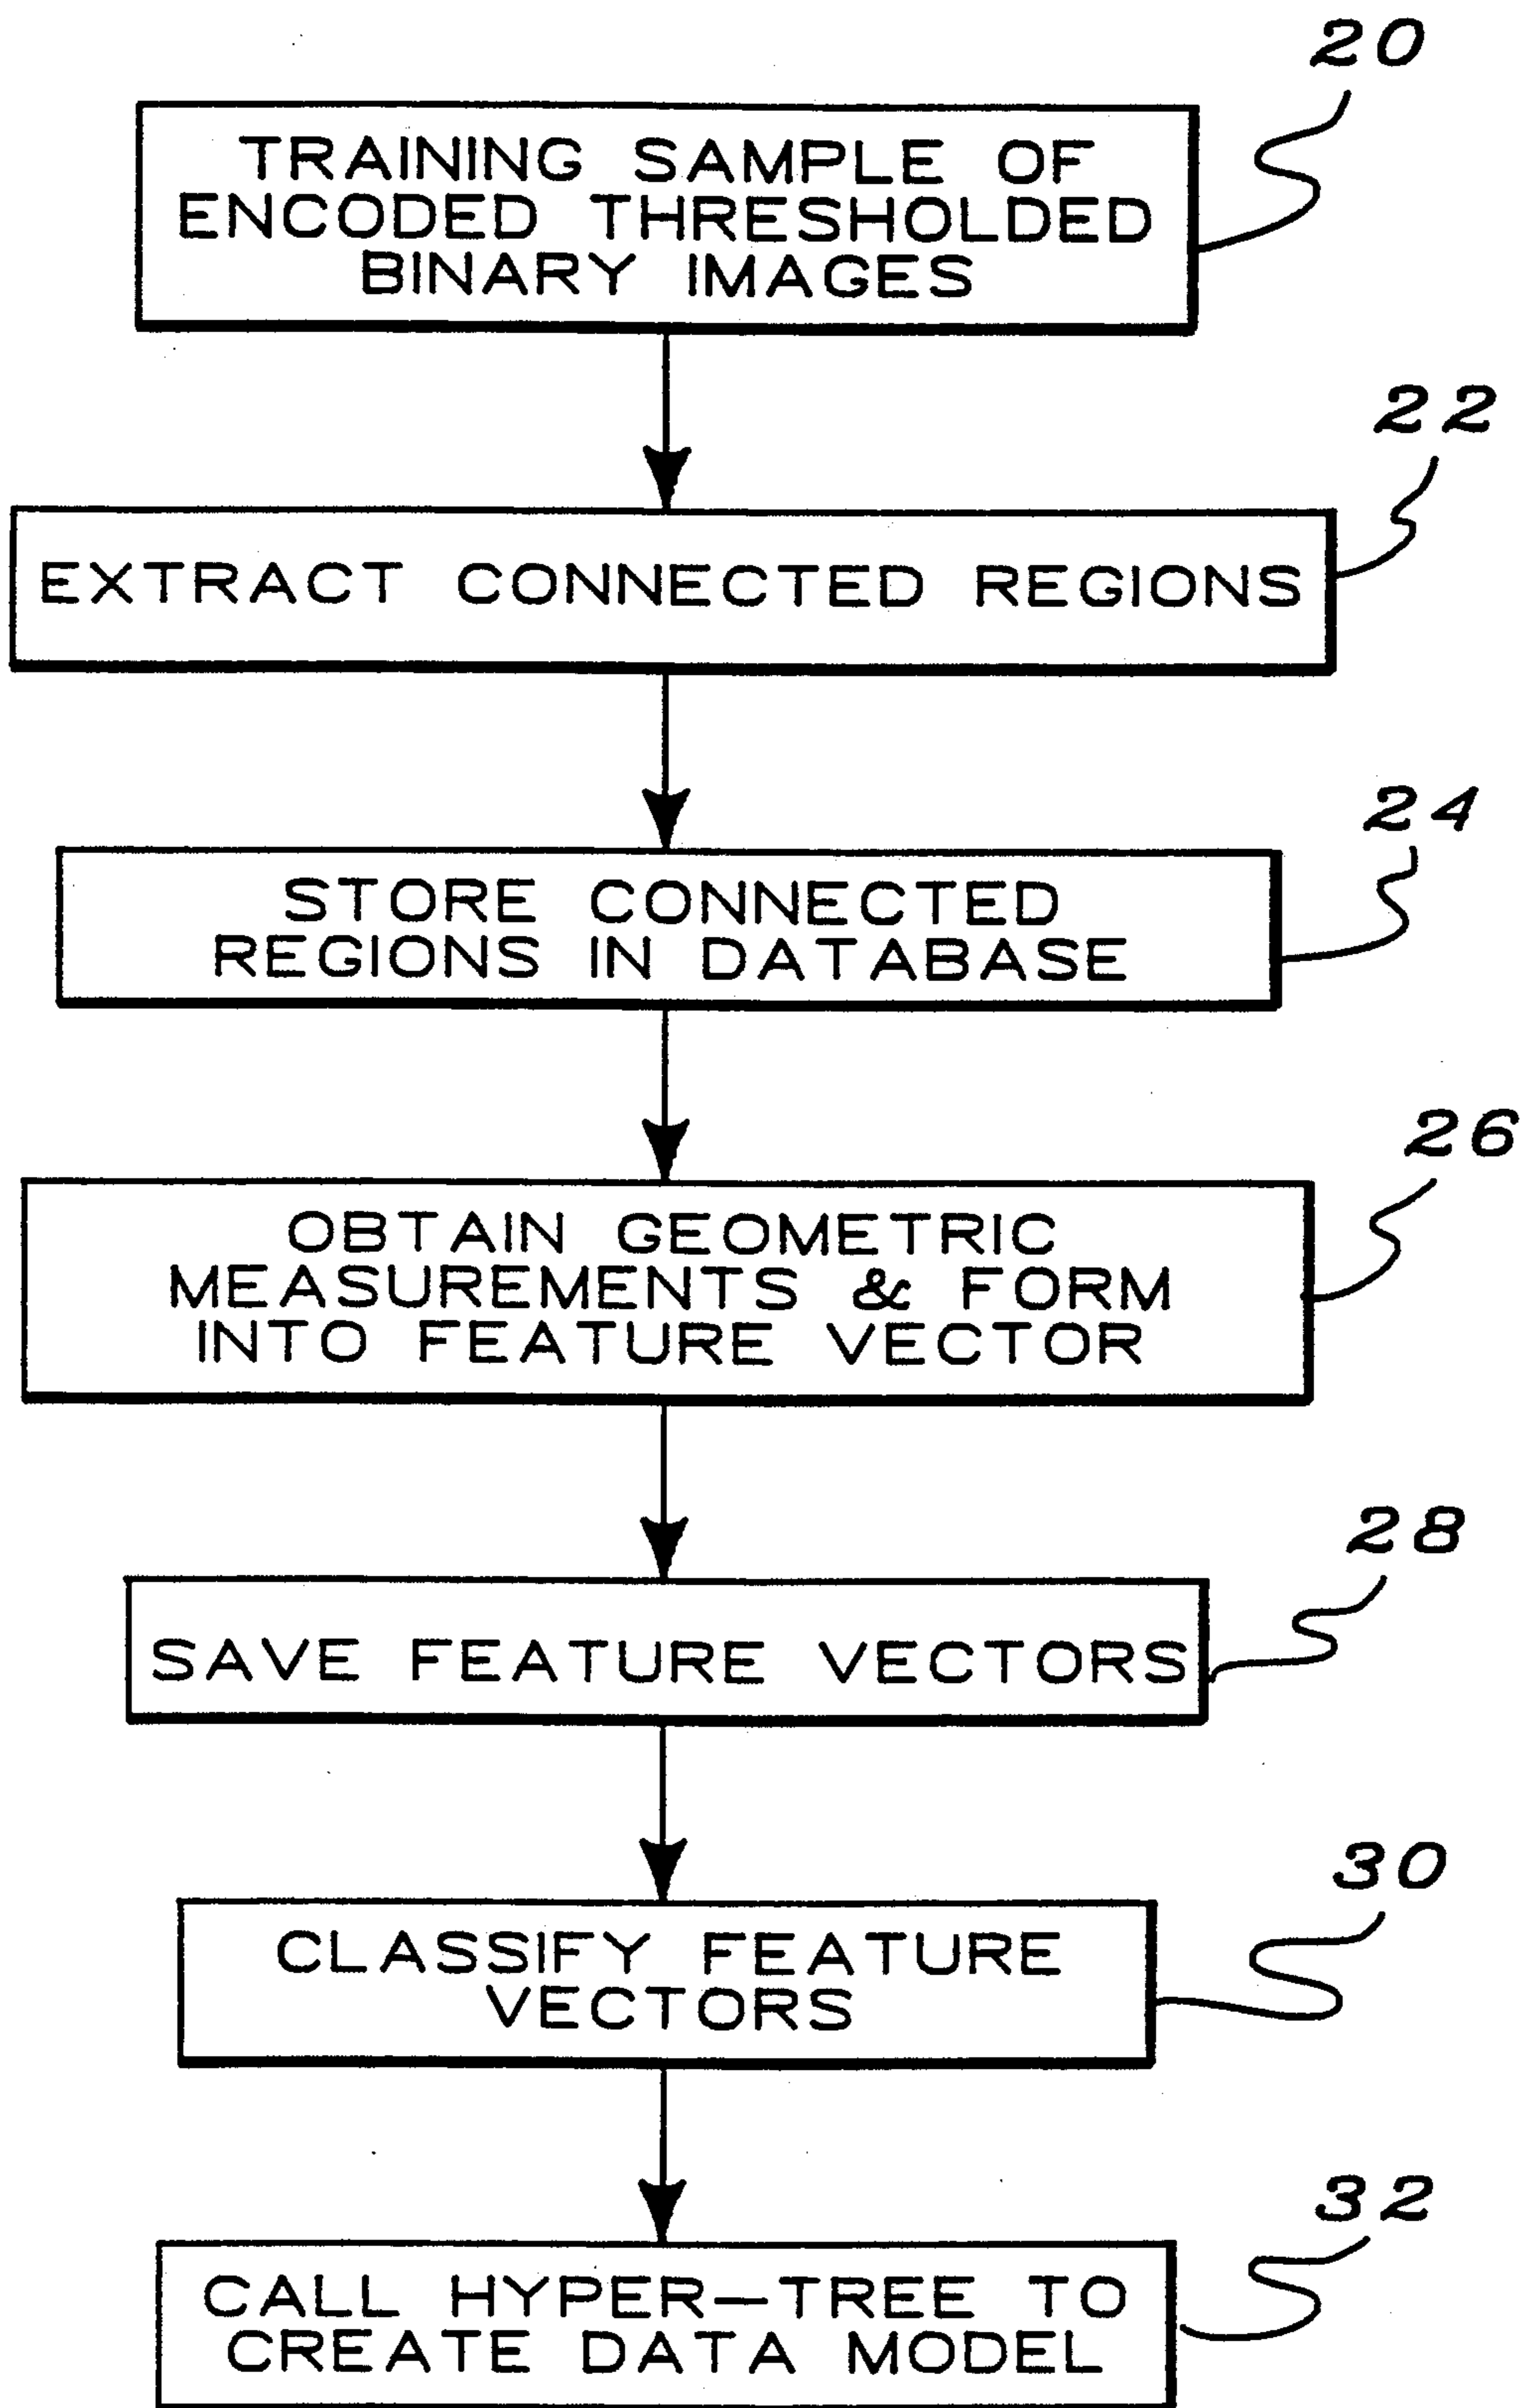 20
TRAINING SAMPLE OF
ENCODED THRESHOLDED
BINARY IMAGES
22
EXTRACT CONNECTED REGIONS
24
STORE CONNECTED
REGIONS IN DATABASE
26
OBTAIN GEOMETRIC
MEASUREMENTS & FORM
INTO FEATURE VECTOR
28
SAVE FEATURE VECTORS
30
CLASSIFY FEATURE
VECTORS
32
CALL HYPER-TREE TO
CREATE DATA MODEL